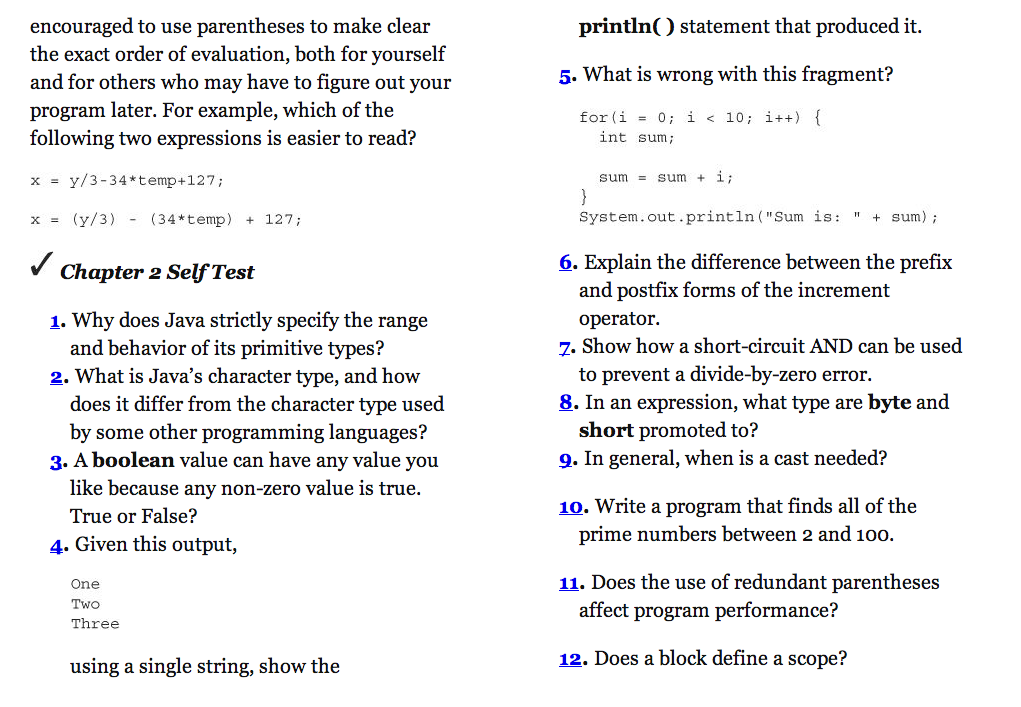 encouraged to use parentheses to make clear
the exact order of evaluation, both for yourself
and for others who may have to figure out your
program later. For example, which of the
following two expressions is easier to read?
x = y/3-34*temp+127;
x = (y/3) - (34*temp) + 127;
✓ Chapter 2 Self Test
1. Why does Java strictly specify the range
and behavior of its primitive types?
2. What is Java’s character type, and how
does it differ from the character type used
by some other programming languages?
3. A boolean value can have any value you
like because any non-zero value is true.
True or False?
4. Given this output,
One
Two
Three
using a single string, show the
println( ) statement that produced it.
5. What is wrong with this fragment?
for(i = 0; i < 10; i++) {
int sum;
sum = sum + i;
}
System.out.println("Sum is: " + sum);
6. Explain the difference between the prefix
and postfix forms of the increment
operator.
7. Show how a short-circuit AND can be used
to prevent a divide-by-zero error.
8. In an expression, what type are byte and
short promoted to?
9. In general, when is a cast needed?
10. Write a program that finds all of the
prime numbers between 2 and 100.
11. Does the use of redundant parentheses
affect program performance?
12. Does a block define a scope?